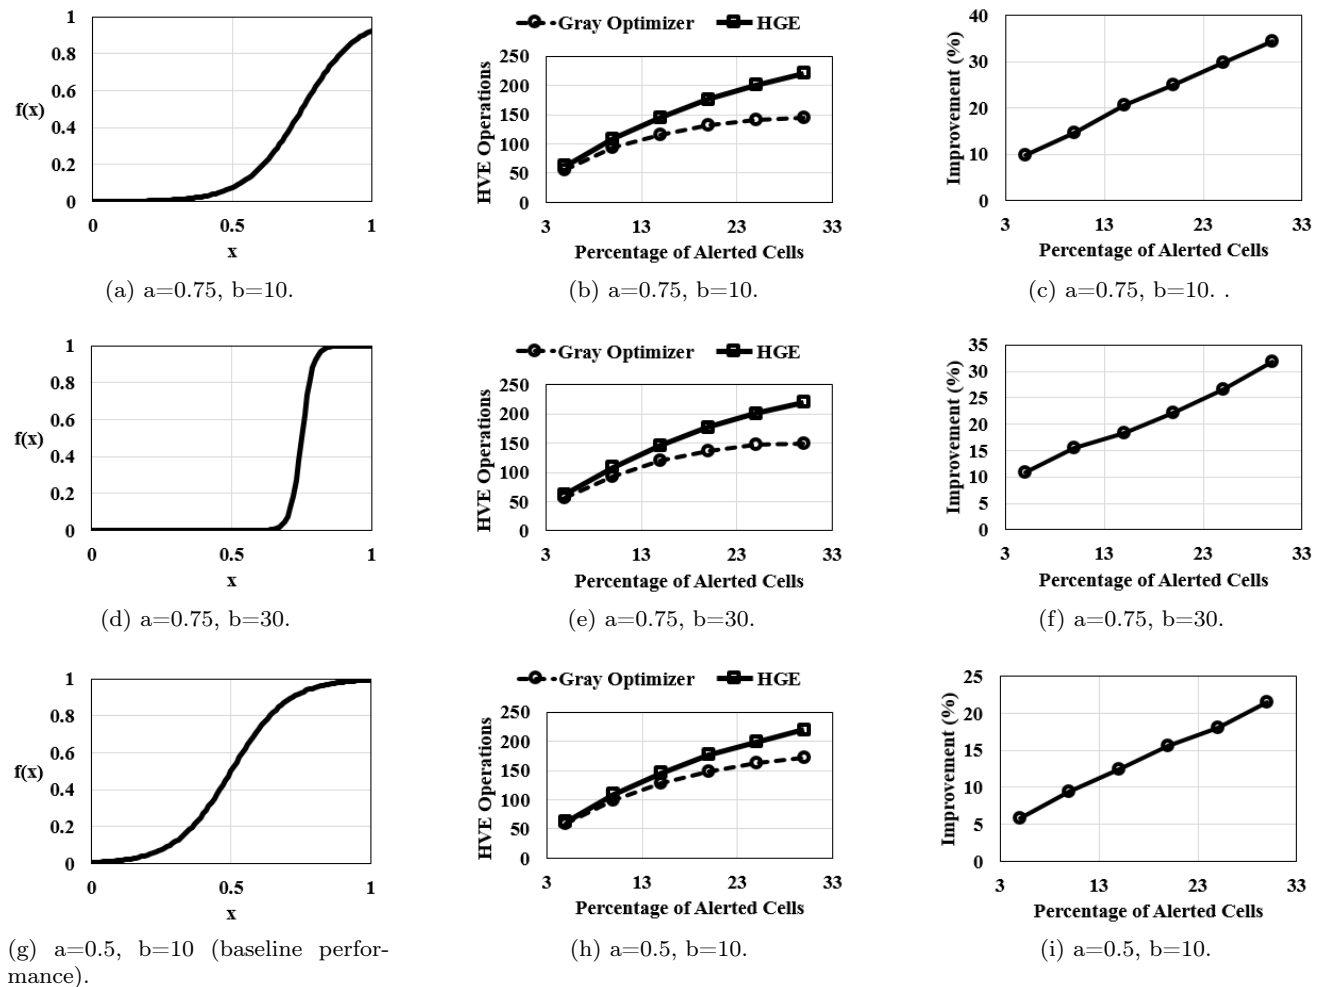 1
0.8
0.6
f(x)
0.4
0.2
0
0 0.5 1
x
(a) a=0.75, b=10.
Gray Optimizer HGE
250
200
150
100
50
0
HVE Operations
3 13 23 33
Percentage of Alerted Cells
(b) a=0.75, b=10.
40
30
20
10
0
Improvement (%)
3 13 23 33
Percentage of Alerted Cells
(c) a=0.75, b=10. .
1
0.8
0.6
f(x)
0.4
0.2
0
0 0.5 1
x
(d) a=0.75, b=30.
Gray Optimizer HGE
250
200
150
100
50
0
HVE Operations
3 13 23 33
Percentage of Alerted Cells
(e) a=0.75, b=30.
35
30
25
20
15
10
5
0
Improvement (%)
3 13 23 33
Percentage of Alerted Cells
(f) a=0.75, b=30.
1
0.8
0.6
f(x)
0.4
0.2
0
0 0.5 1
x
(g) a=0.5, b=10 (baseline perfor-
mance).
Gray Optimizer HGE
250
200
150
100
50
0
HVE Operations
3 13 23 33
Percentage of Alerted Cells
(h) a=0.5, b=10.
25
20
15
10
5
0
Improvement (%)
3 13 23 33
Percentage of Alerted Cells
(i) a=0.5, b=10.